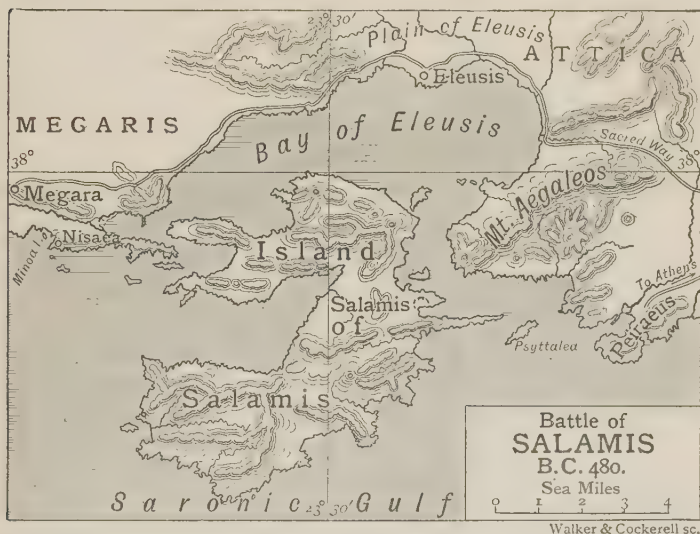 23° 30'
Plain of Eleusis
ATTICA
Eleusis
MEGARIS
Bay of Eleusis
Sacred Way
38°
38°
Megara
Mt. Aegaleos
Minoa I.
Nisaea
Island
To Athens
Salamis
of
Peiraeus
Psyttalea
Salamis
Battle of
SALAMIS
B.C. 480.
Sea Miles
0 1 2 3 4
Saronic Gulf
23° 30'
Walker & Cockerell sc.